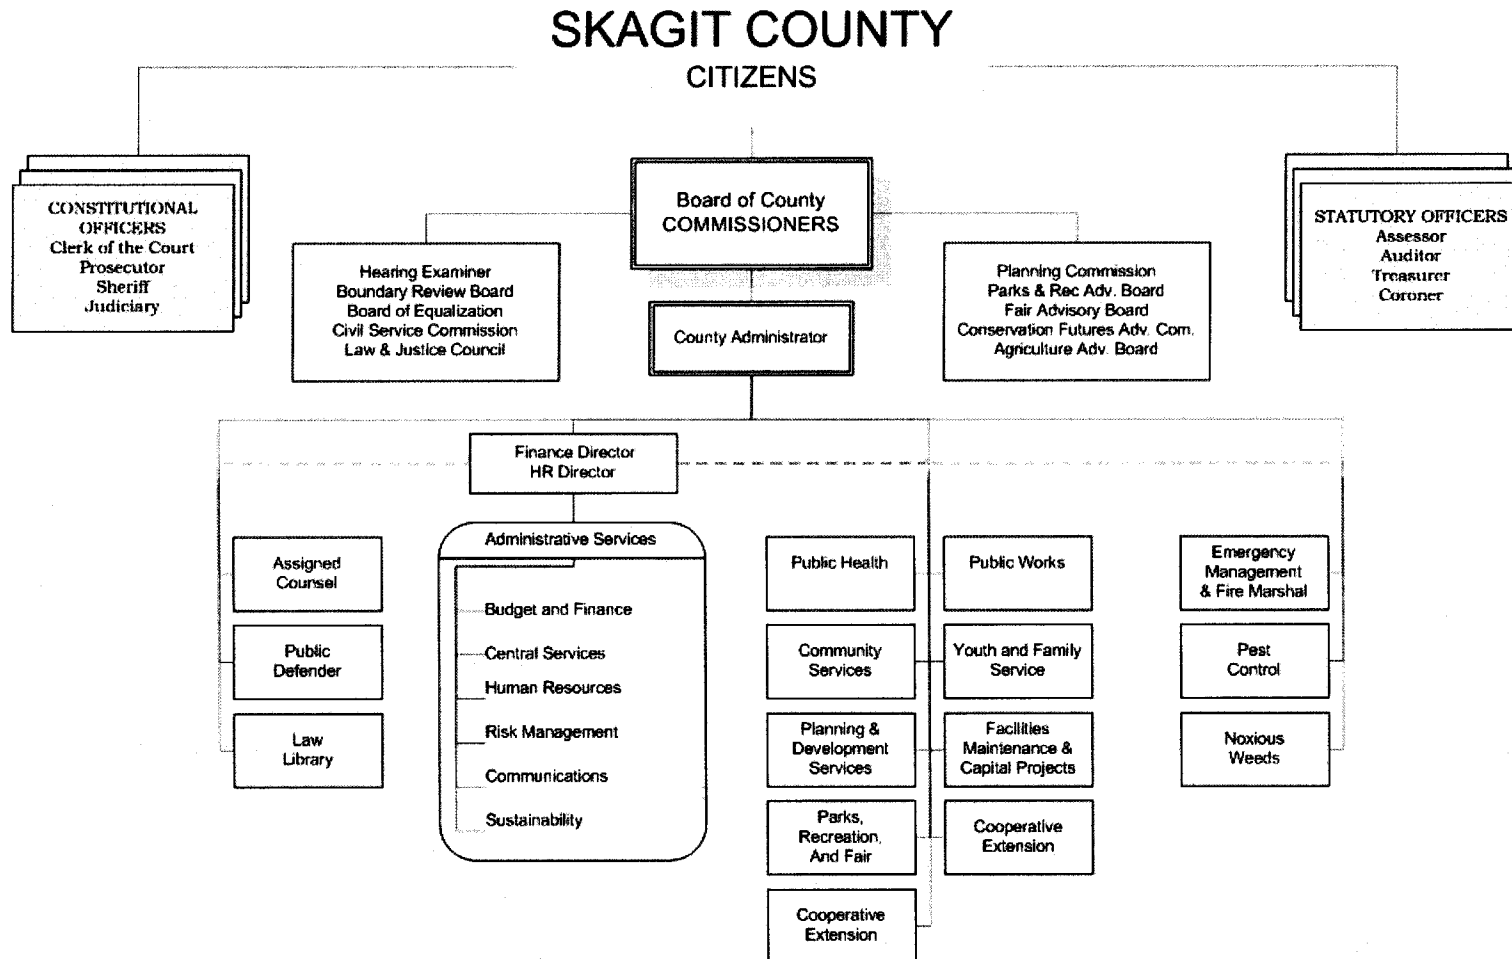 SKAGIT COUNTY
CITIZENS
CONSTITUTIONAL
OFFICERS
Clerk of the Court
Prosecutor
Sheriff
Judiciary
Hearing Examiner
Boundary Review Board
Board of Equalization
Civil Service Commission
Law & Justice Council
Board of County
COMMISSIONERS
County Administrator
Planning Commission
Parks & Rec Adv. Board
Fair Advisory Board
Conservation Futures Adv. Com.
Agriculture Adv. Board
STATUTORY OFFICERS
Assessor
Auditor
Treasurer
Coroner
Finance Director
HR Director
Assigned
Counsel
Public
Defender
Law
Library
Administrative Services
Budget and Finance
Central Services
Human Resources
Risk Management
Communications
Sustainability
Public Health
Community
Services
Planning &
Development
Services
Parks,
Recreation,
And Fair
Cooperative
Extension
Public Works
Youth and Family
Service
Facilities
Maintenance &
Capital Projects
Cooperative
Extension
Emergency
Management
& Fire Marshal
Pest
Control
Noxious
Weeds